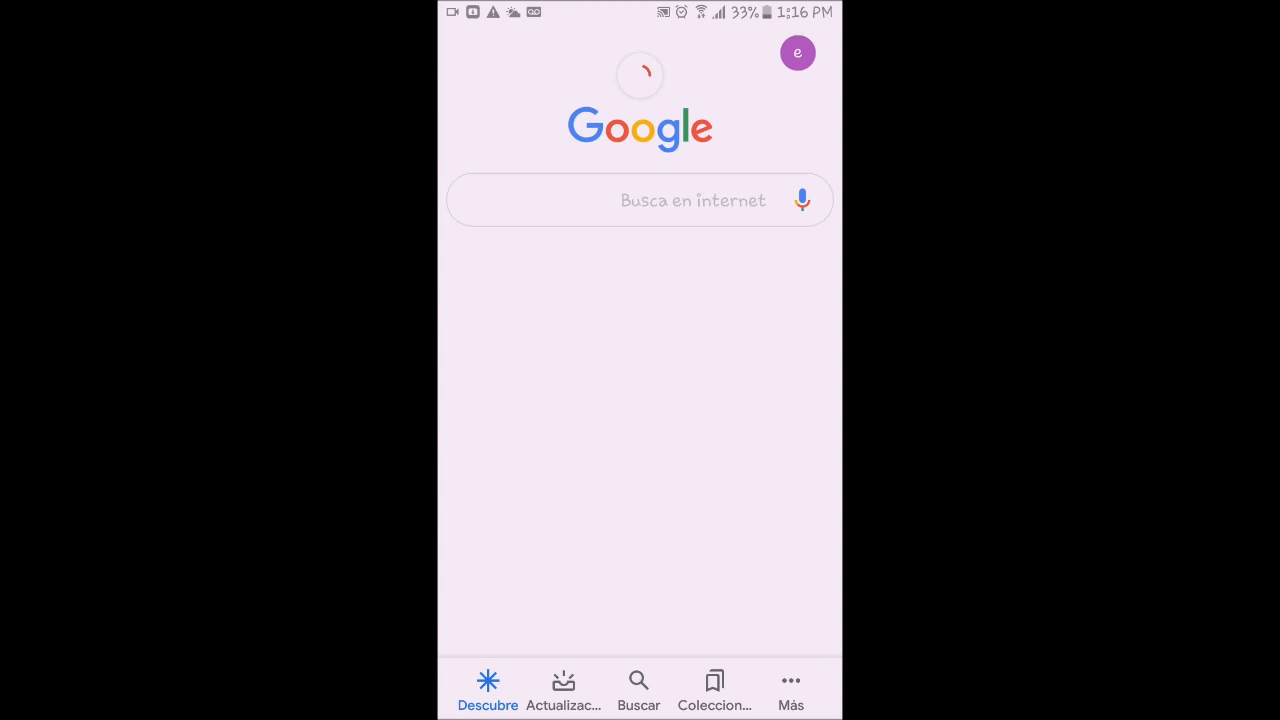 33% 1:16 PM
e
Google
Busca en internet
Descubre Actualizac... Buscar Coleccion... Más